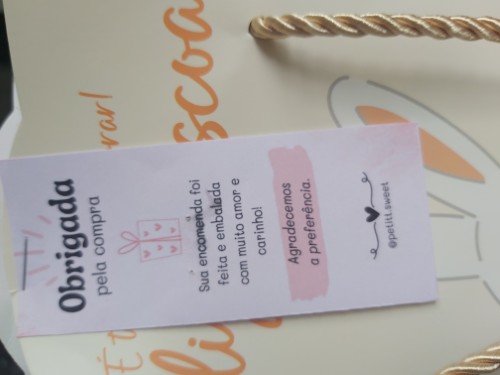 Obrigada
pela compra
Sua encomenda foi
feita e embalada
com muito amor e
carinho!
Agradecemos
a preferência.
@petitt.sweet